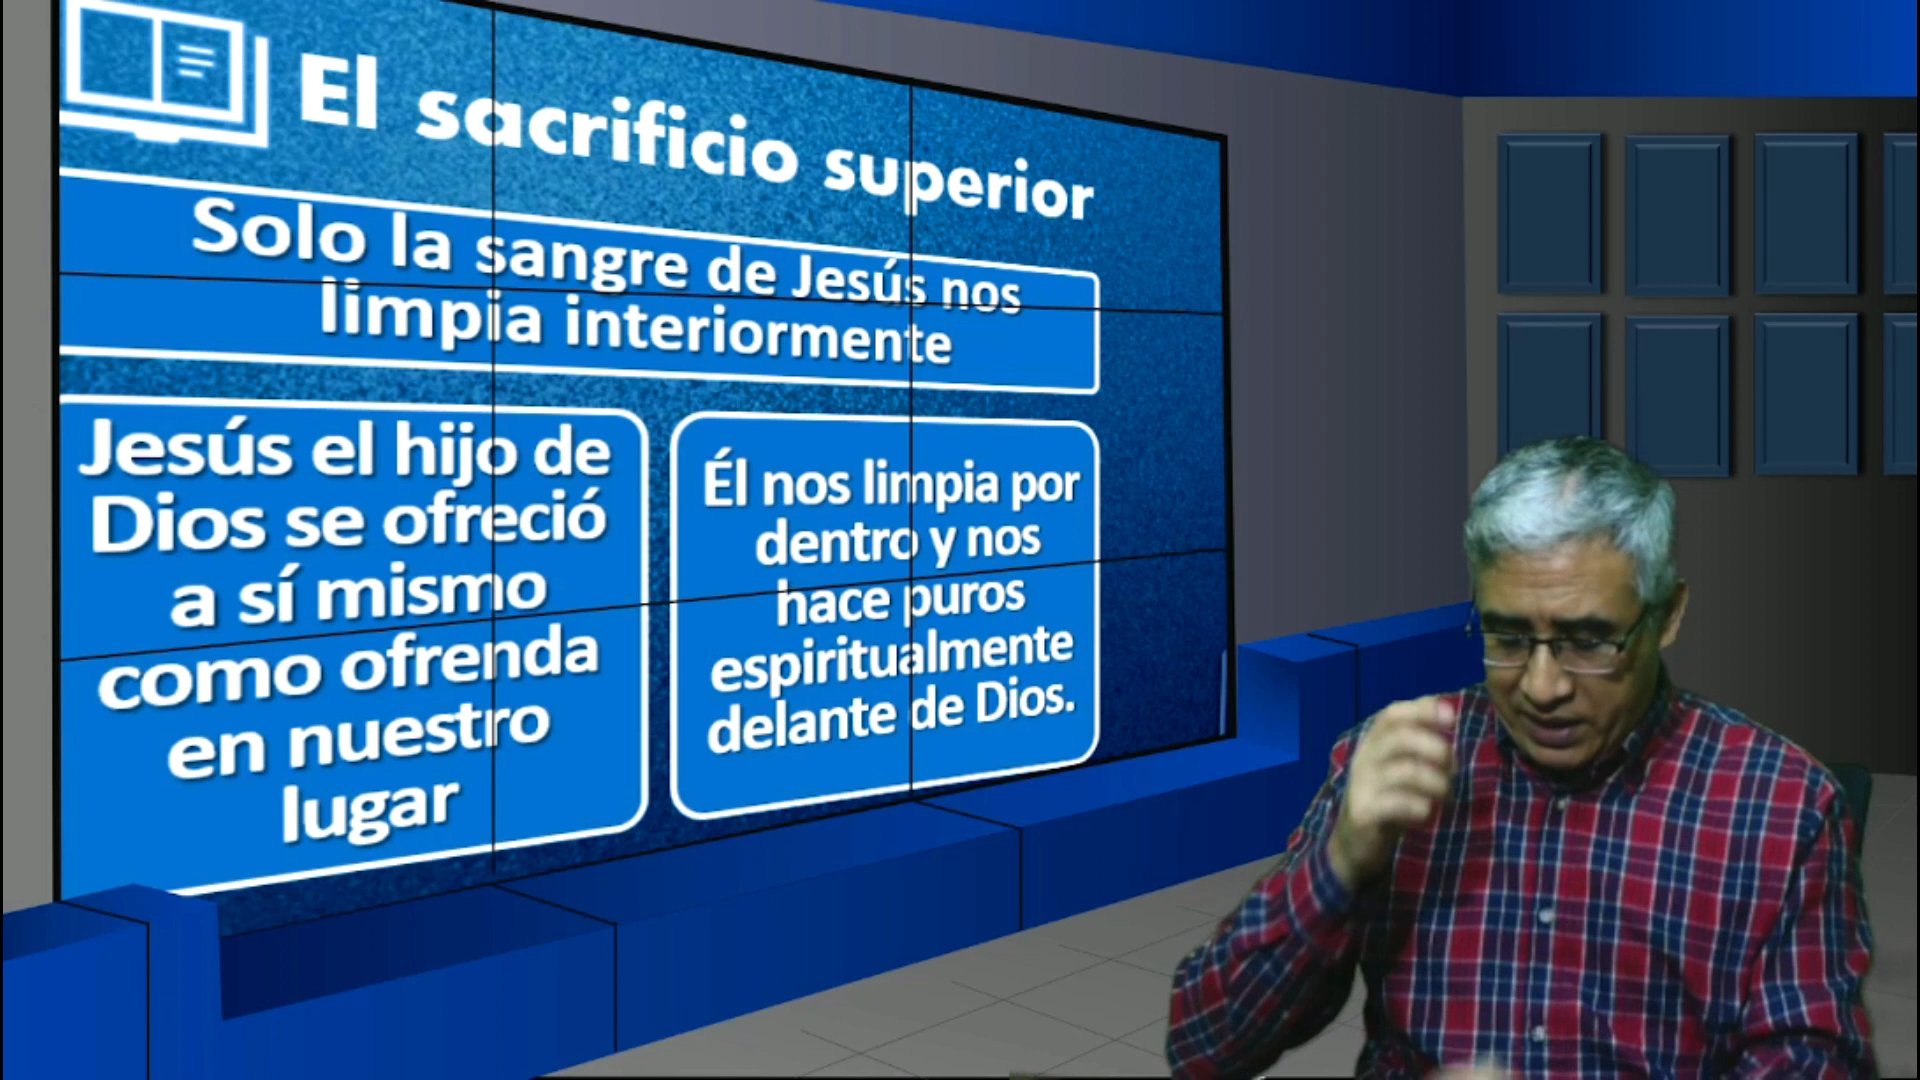 El sacrificio superior
Solo la sangre de Jesús nos
limpia interiormente
Jesús el hijo de
Dios se ofreció
a sí mismo
como ofrenda
en nuestro
lugar
Él nos limpia por
dentro y nos
hace puros
espiritualmente
delante de Dios.